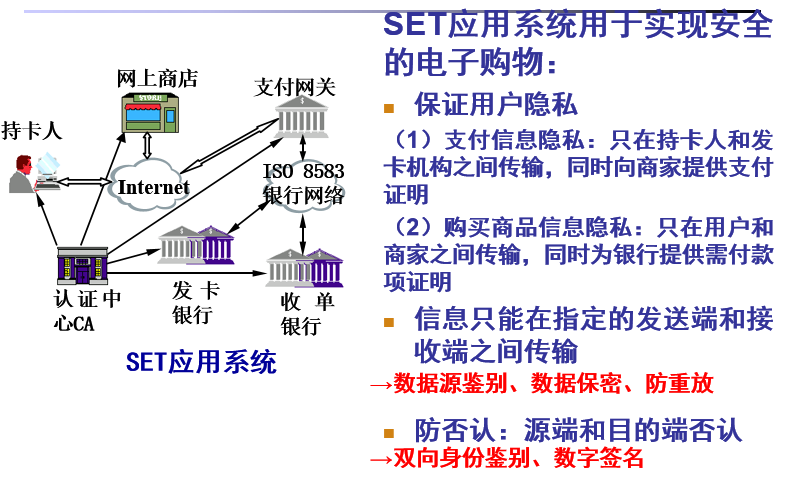 SET应用系统用于实现安全
的电子购物：
保证用户隐私
（1）支付信息隐私：只在持卡人和发
卡机构之间传输，同时向商家提供支付
证明
（2）购买商品信息隐私：只在用户和
商家之间传输，同时为银行提供需付款
项证明
信息只能在指定的发送端和接
收端之间传输
→数据源鉴别、数据保密、防重放
防否认：源端和目的端否认
→双向身份鉴别、数字签名
网上商店
支付网关
持卡人
Internet
ISO 8583
银行网络
认证中
心CA
发卡
银行
收单
银行
SET应用系统